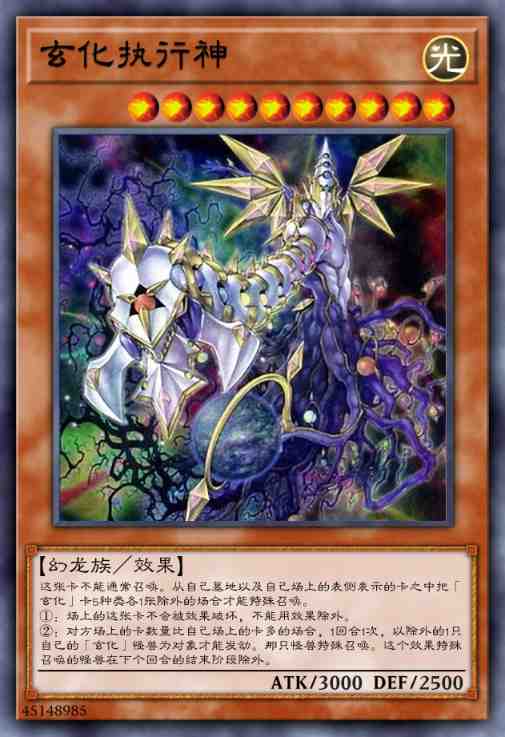 玄化执行神
光
【幻龙族／效果】
这张卡不能通常召唤。从自己墓地以及自己场上的表侧表示的卡之中把「
玄化」卡5种类各1张除外的场合才能特殊召唤。
①：场上的这张卡不会被效果破坏，不能用效果除外。
②：对方场上的卡数量比自己场上的卡多的场合，1回合1次，以除外的1只
自己的「玄化」怪兽为对象才能发动。那只怪兽特殊召唤。这个效果特殊
召唤的怪兽在下个回合的结束阶段除外。
ATK/3000 DEF/2500
45148985